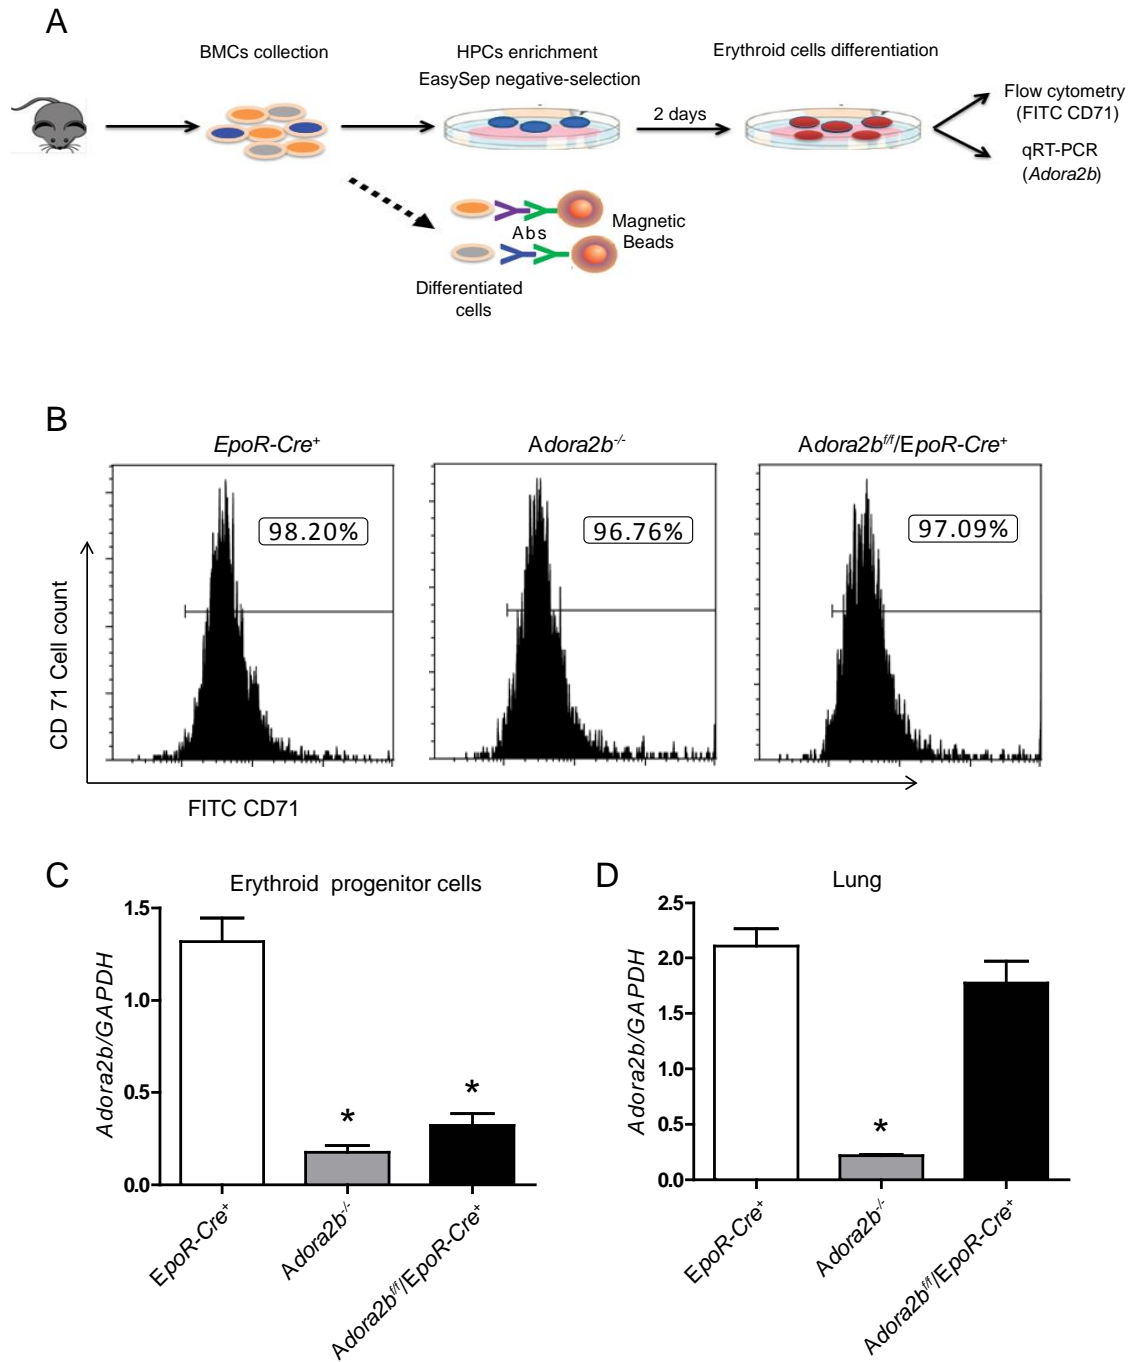 A
BMCs collection
HPCs enrichment
EasySep negative-selection
Erythroid cells differentiation
2 days
Flow cytometry
(FITC CD71)
qRT-PCR
(Adora2b)
Abs
Magnetic
Beads
Differentiated
cells
B
EpoR-Cre+
Adora2b-/-
Adora2bf/f/EpoR-Cre+
98.20%
96.76%
97.09%
CD 71 Cell count
FITC CD71
C
Erythroid progenitor cells
Adora2b/GAPDH
1.5
1.0
0.5
0.0
*
*
EpoR-Cre+
Adora2b-/-
Adora2bf/f/EpoR-Cre+
D
Lung
Adora2b/GAPDH
2.5
2.0
1.5
1.0
0.5
0.0
*
EpoR-Cre+
Adora2b-/-
Adora2bf/f/EpoR-Cre+